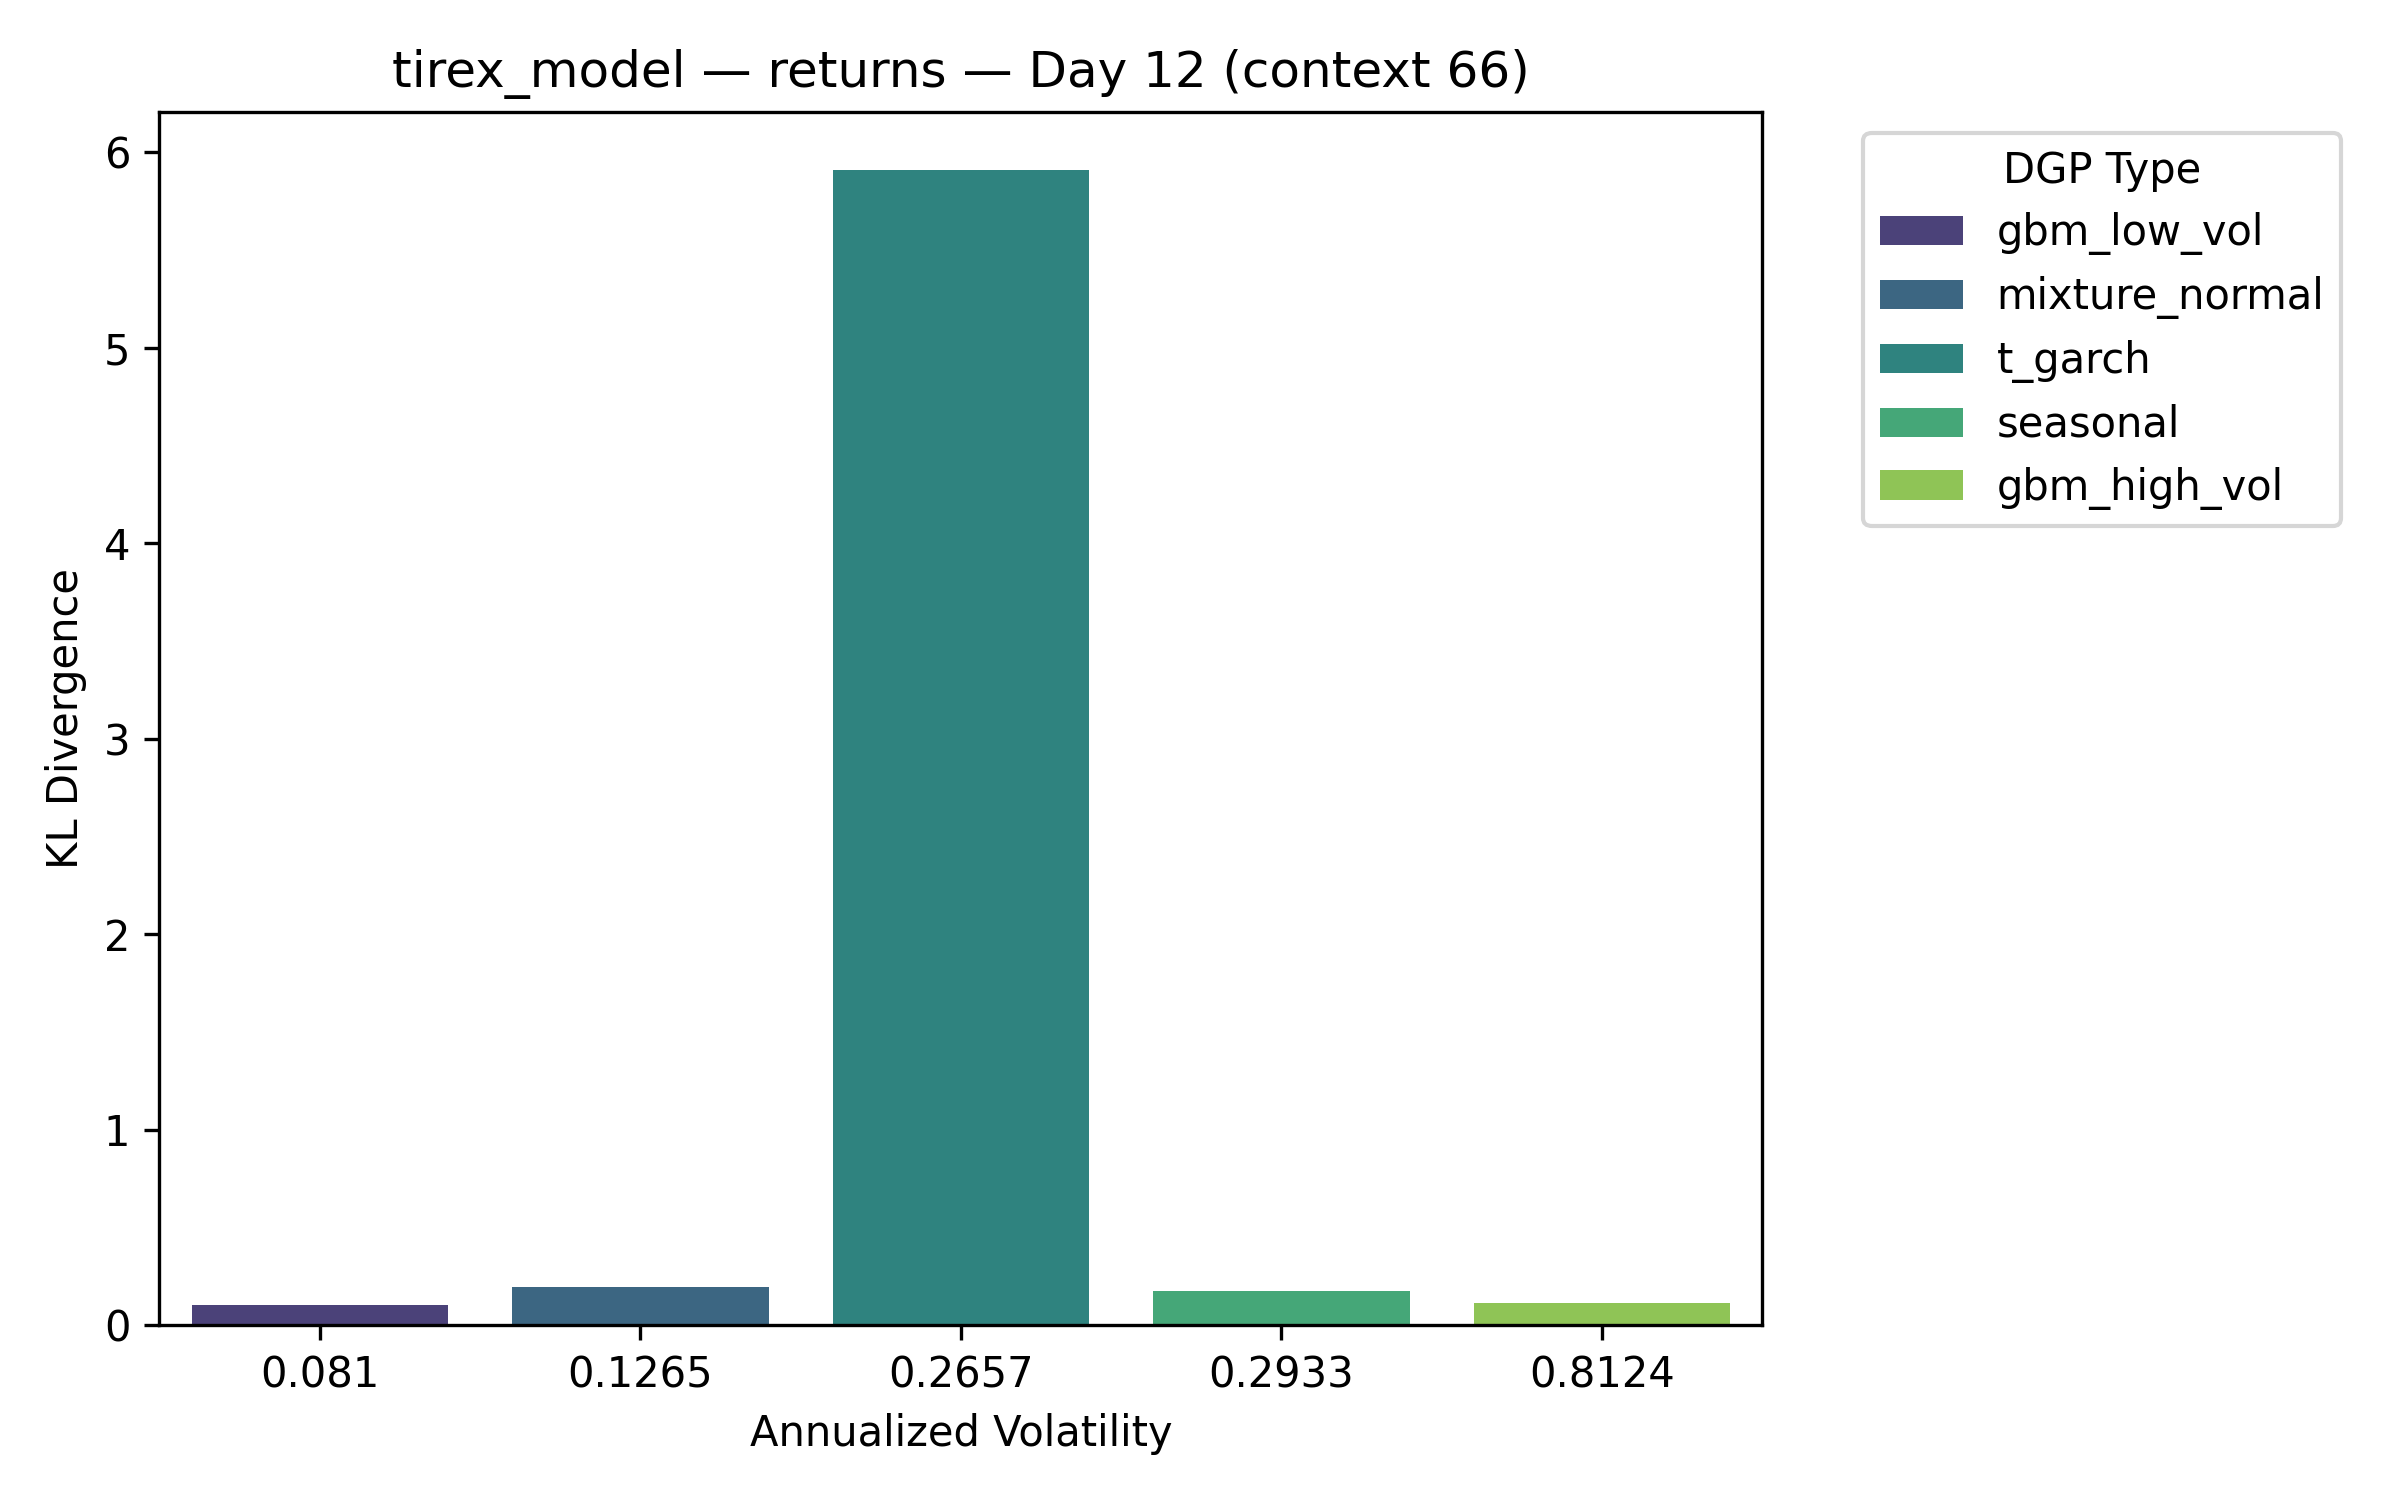 tirex_model — returns — Day 12 (context 66)
KL Divergence
6
5
4
3
2
1
0
0.081 0.1265 0.2657 0.2933 0.8124
Annualized Volatility
DGP Type
gbm_low_vol
mixture_normal
t_garch
seasonal
gbm_high_vol